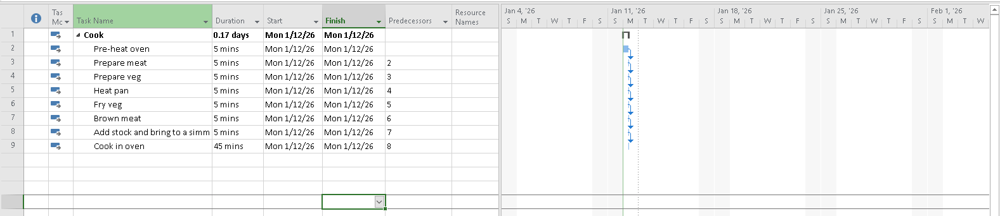 Jan 4, '26 Jan 11, '26 Jan 18, '26 Jan 25, '26 Feb 1, '26
Tas Mc Task Name Duration Start Finish Predecessors Resource Names
S M T W T F S S M T W T F S S M T W T F S S M T W T F S S M T W
1 Cook 0.17 days Mon 1/12/26 Mon 1/12/26
2 Pre-heat oven 5 mins Mon 1/12/26 Mon 1/12/26
3 Prepare meat 5 mins Mon 1/12/26 Mon 1/12/26 2
4 Prepare veg 5 mins Mon 1/12/26 Mon 1/12/26 3
5 Heat pan 5 mins Mon 1/12/26 Mon 1/12/26 4
6 Fry veg 5 mins Mon 1/12/26 Mon 1/12/26 5
7 Brown meat 5 mins Mon 1/12/26 Mon 1/12/26 6
8 Add stock and bring to a simm 5 mins Mon 1/12/26 Mon 1/12/26 7
9 Cook in oven 45 mins Mon 1/12/26 Mon 1/12/26 8